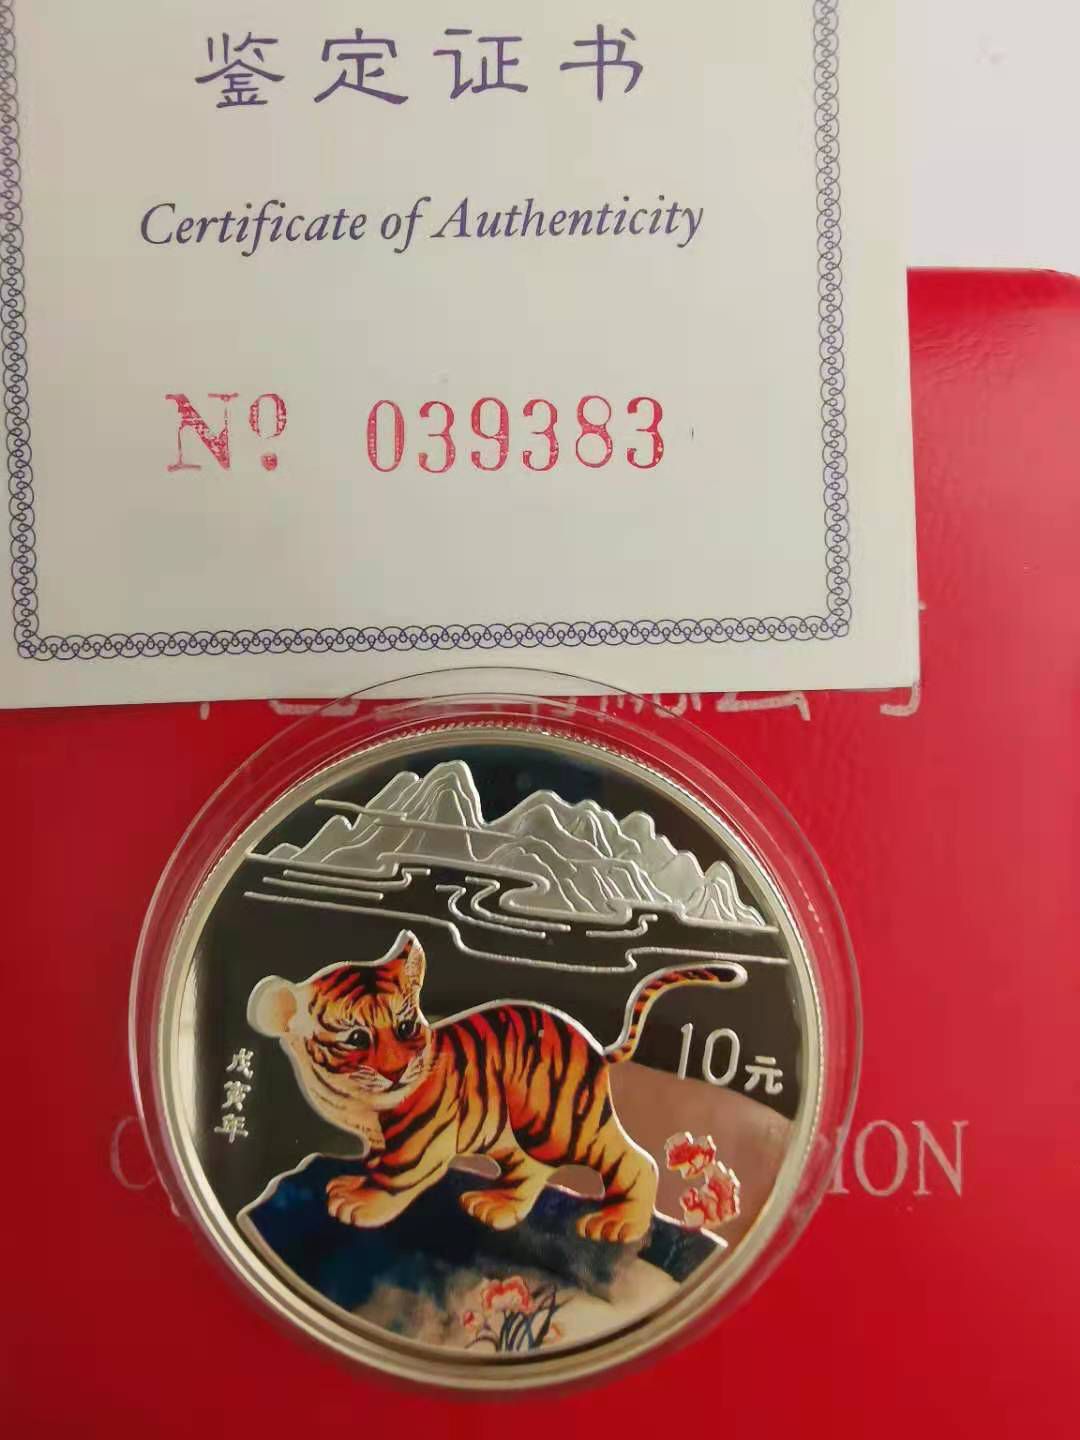 鉴定证书
Certificate of Authenticity
Nº 039383
10元
戊寅年
ION